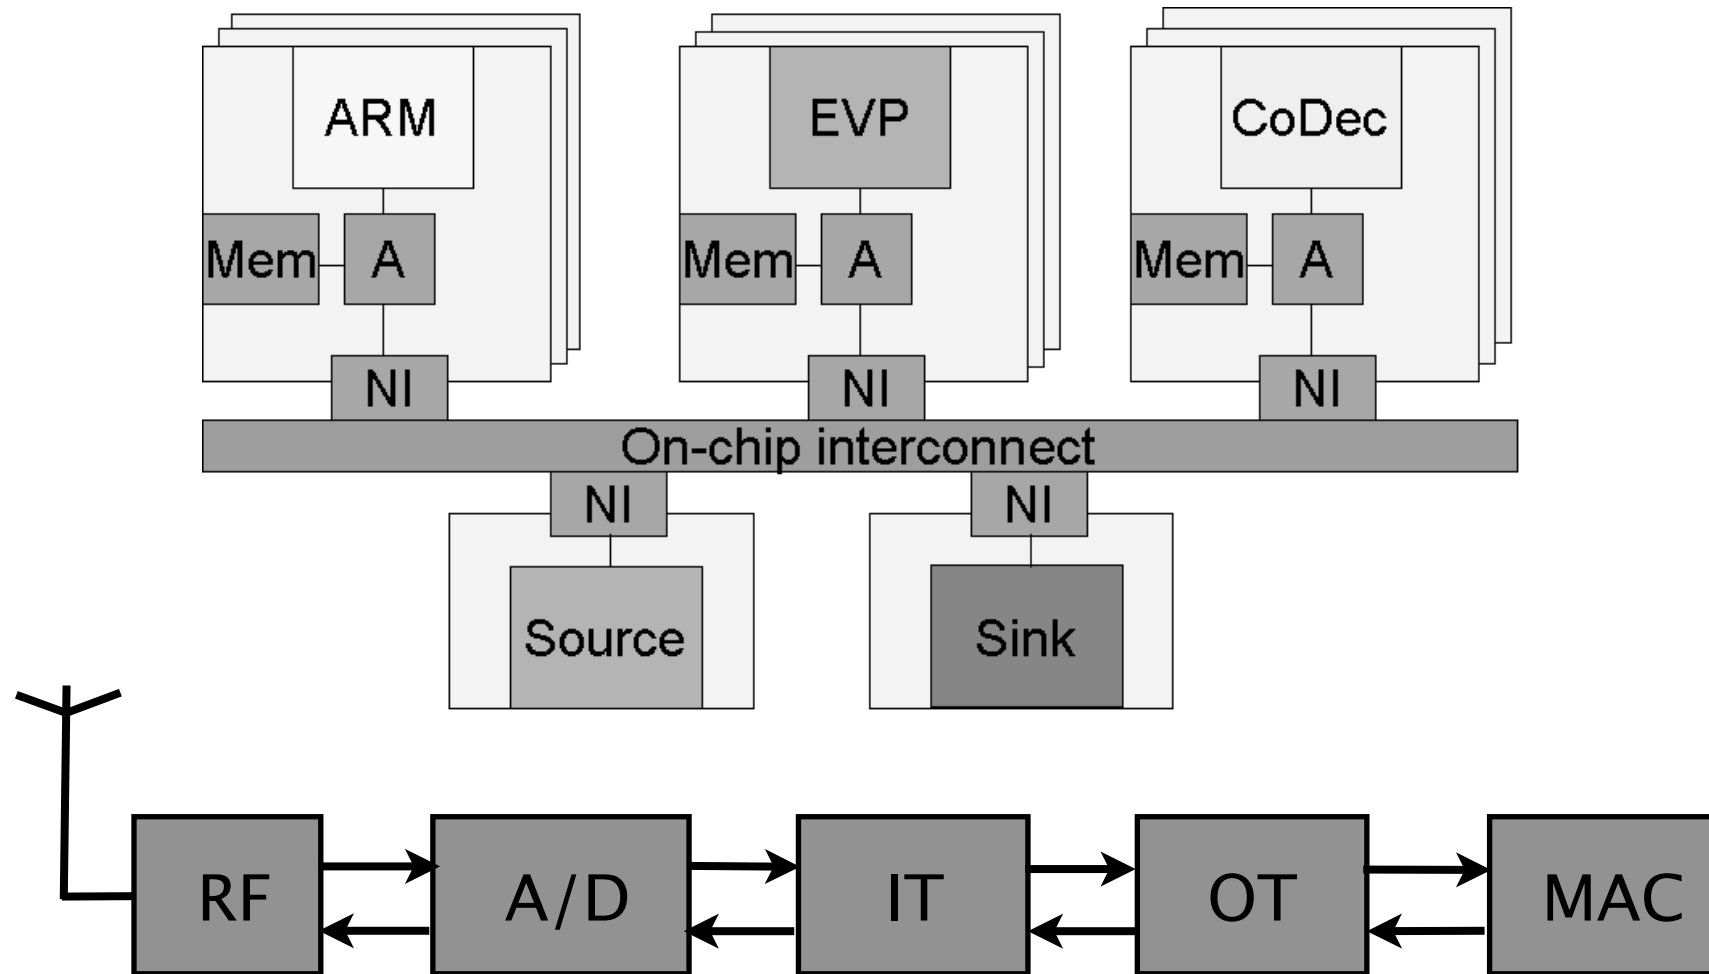 ARM EVP CoDec
Mem A Mem A Mem A
NI NI NI
On-chip interconnect
NI NI
Source Sink
RF A/D IT OT MAC